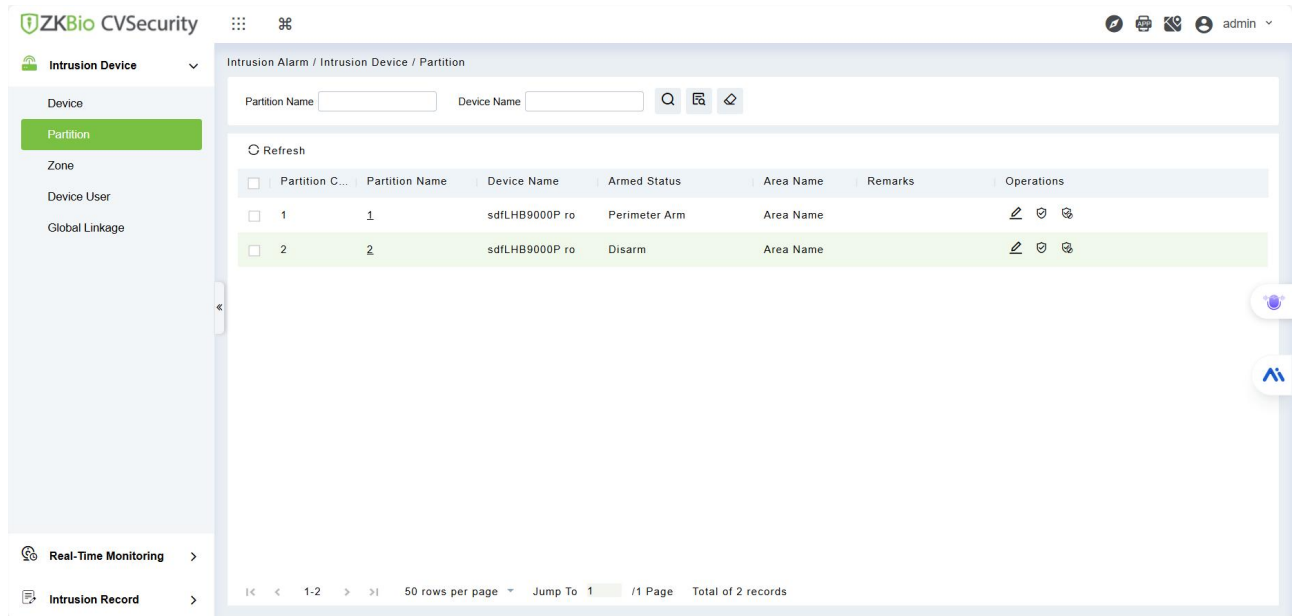 ZKBio CVSecurity
APP
admin
Intrusion Device
Device
Partition
Zone
Device User
Global Linkage
Real-Time Monitoring
Intrusion Record
Intrusion Alarm / Intrusion Device / Partition
Partition Name Device Name
Refresh
Partition C... Partition Name Device Name Armed Status Area Name Remarks Operations
1 1 sdfLHB9000P ro Perimeter Arm Area Name
2 2 sdfLHB9000P ro Disarm Area Name
1-2 50 rows per page Jump To 1 /1 Page Total of 2 records